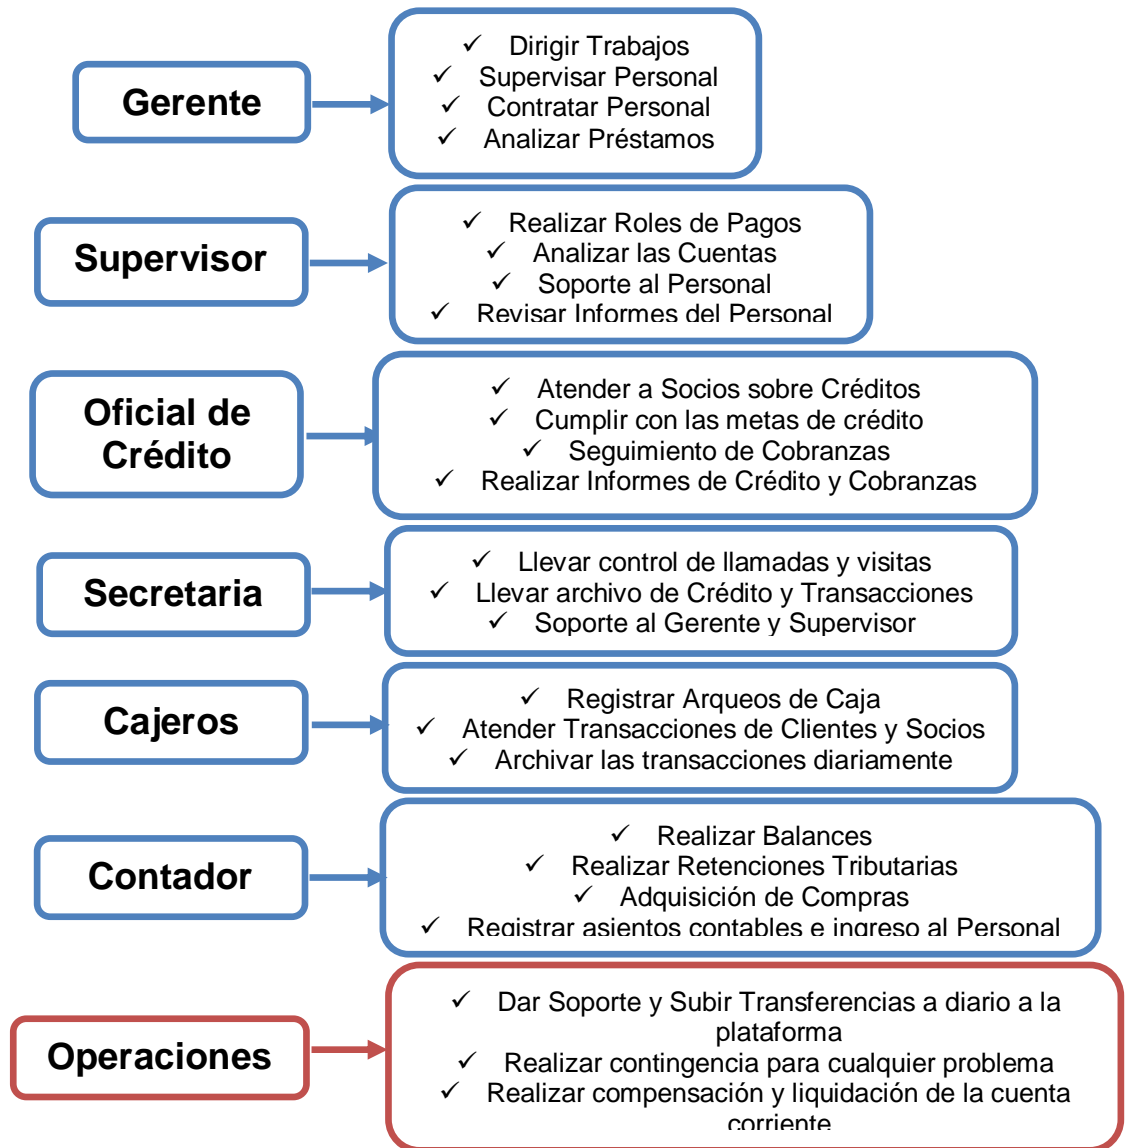 Gerente
✓ Dirigir Trabajos
✓ Supervisar Personal
✓ Contratar Personal
✓ Analizar Préstamos
Supervisor
✓ Realizar Roles de Pagos
✓ Analizar las Cuentas
✓ Soporte al Personal
✓ Revisar Informes del Personal
Oficial de
Crédito
✓ Atender a Socios sobre Créditos
✓ Cumplir con las metas de crédito
✓ Seguimiento de Cobranzas
✓ Realizar Informes de Crédito y Cobranzas
Secretaria
✓ Llevar control de llamadas y visitas
✓ Llevar archivo de Crédito y Transacciones
✓ Soporte al Gerente y Supervisor
Cajeros
✓ Registrar Arqueos de Caja
✓ Atender Transacciones de Clientes y Socios
✓ Archivar las transacciones diariamente
Contador
✓ Realizar Balances
✓ Realizar Retenciones Tributarias
✓ Adquisición de Compras
✓ Registrar asientos contables e ingreso al Personal
Operaciones
✓ Dar Soporte y Subir Transferencias a diario a la
plataforma
✓ Realizar contingencia para cualquier problema
✓ Realizar compensación y liquidación de la cuenta
corriente